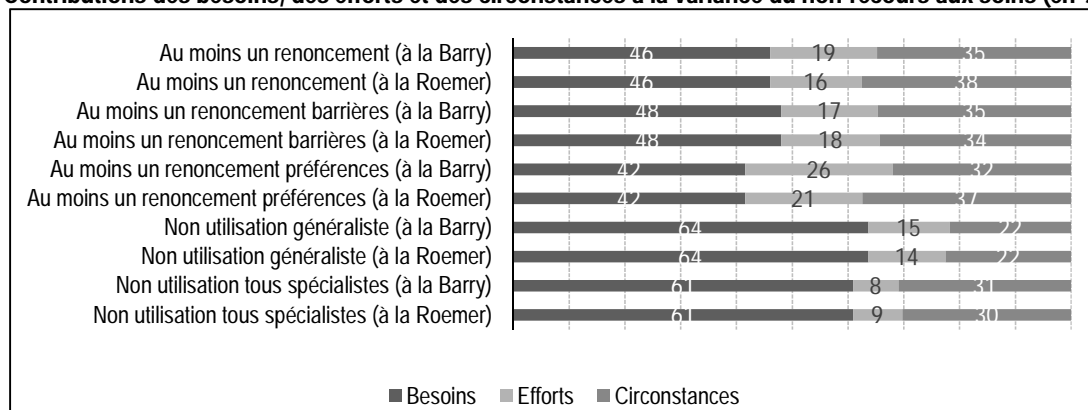 Contributions des besoins, des efforts et des circonstances à la variance du non recours aux soins (en
Au moins un renoncement (à la Barry) 46 19 35
Au moins un renoncement (à la Roemer) 46 16 38
Au moins un renoncement barrières (à la Barry) 48 17 35
Au moins un renoncement barrières (à la Roemer) 48 18 34
Au moins un renoncement préférences (à la Barry) 42 26 32
Au moins un renoncement préférences (à la Roemer) 42 21 37
Non utilisation généraliste (à la Barry) 64 15 22
Non utilisation généraliste (à la Roemer) 64 14 22
Non utilisation tous spécialistes (à la Barry) 61 8 31
Non utilisation tous spécialistes (à la Roemer) 61 9 30
Besoins Efforts Circonstances